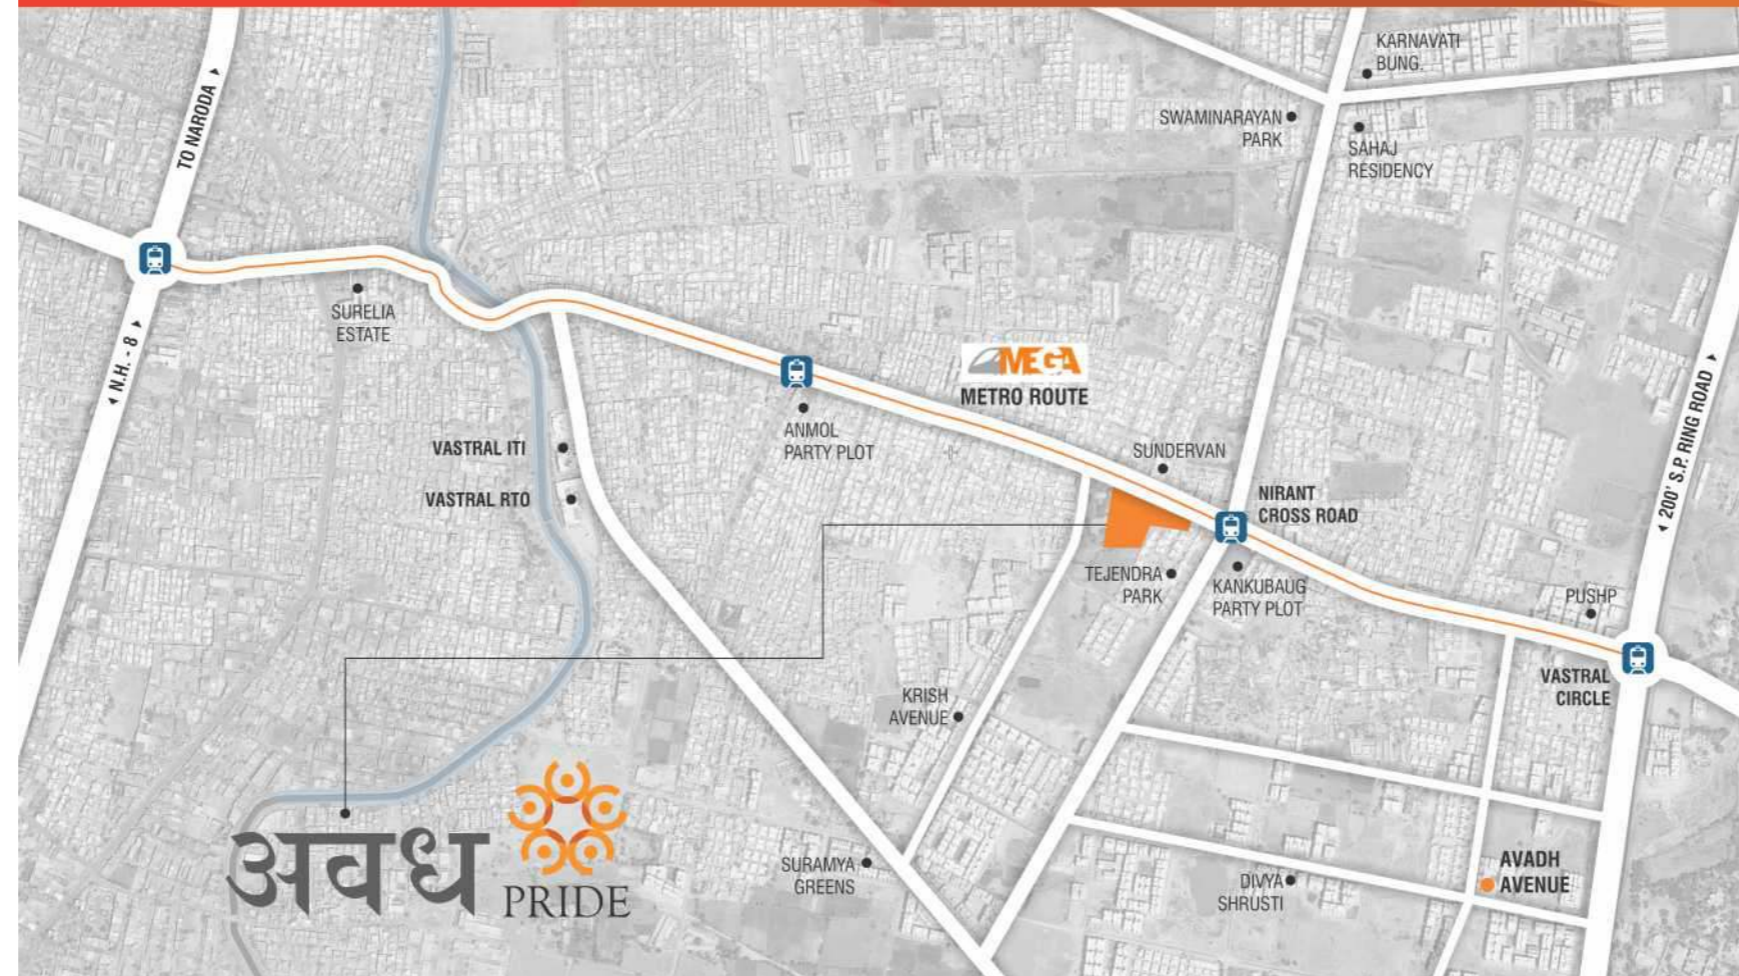 KARNAVATI
BUNG.
TO NARODA
SWAMINARAYAN
PARK
SAHAJ
RESIDENCY
SURELIA
ESTATE
N.H. - 8
MEGA
METRO ROUTE
200' S.P. RING ROAD
ANMOL
PARTY PLOT
VASTRAL ITI
SUNDERVAN
VASTRAL RTO
NIRANT
CROSS ROAD
TEJENDRA
PARK
KANKUBAUG
PARTY PLOT
PUSHP
VASTRAL
CIRCLE
KRISH
AVENUE
अवध
PRIDE
SURAMYA
GREENS
DIVYA
SHRUSTI
AVADH
AVENUE